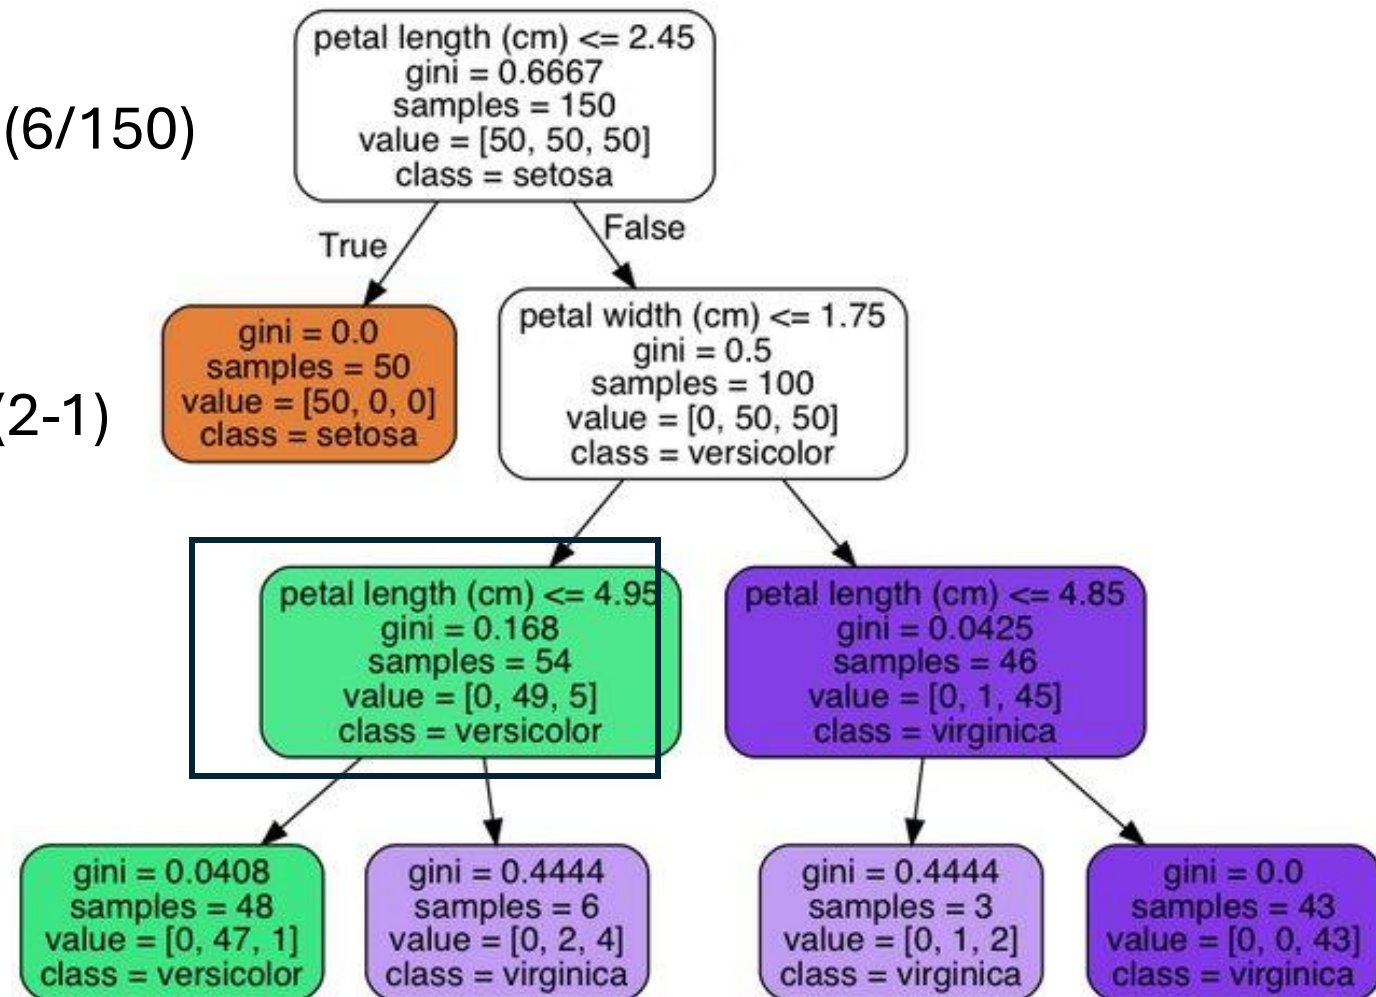 petal length (cm) <= 2.45
gini = 0.6667
samples = 150
value = [50, 50, 50]
class = setosa
(6/150)
True
False
gini = 0.0
samples = 50
value = [50, 0, 0]
class = setosa
(2-1)
petal width (cm) <= 1.75
gini = 0.5
samples = 100
value = [0, 50, 50]
class = versicolor
petal length (cm) <= 4.95
gini = 0.168
samples = 54
value = [0, 49, 5]
class = versicolor
petal length (cm) <= 4.85
gini = 0.0425
samples = 46
value = [0, 1, 45]
class = virginica
gini = 0.0408
samples = 48
value = [0, 47, 1]
class = versicolor
gini = 0.4444
samples = 6
value = [0, 2, 4]
class = virginica
gini = 0.4444
samples = 3
value = [0, 1, 2]
class = virginica
gini = 0.0
samples = 43
value = [0, 0, 43]
class = virginica